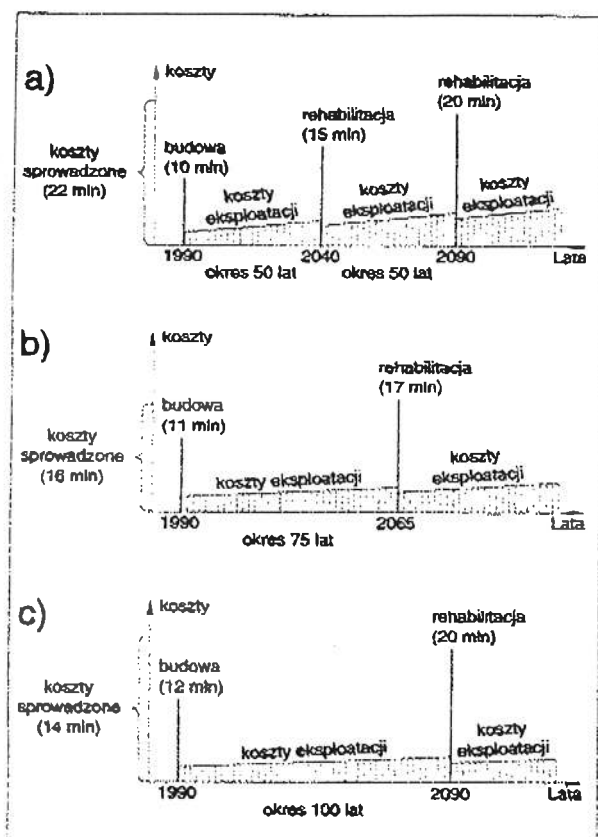 a)
koszty
koszty
sprowadzone
(22 mln)
budowa
(10 mln)
rehabilitacja
(15 mln)
rehabilitacja
(20 mln)
koszty
eksploatacji
koszty
eksploatacji
koszty
eksploatacji
1990
2040
2090
Lata
okres 50 lat
okres 50 lat
b)
koszty
koszty
sprowadzone
(16 mln)
budowa
(11 mln)
rehabilitacja
(17 mln)
koszty eksploatacji
koszty
eksploatacji
1990
2065
Lata
okres 75 lat
c)
koszty
koszty
sprowadzone
(14 mln)
budowa
(12 mln)
rehabilitacja
(20 mln)
koszty eksploatacji
koszty
eksploatacji
1990
2090
Lata
okres 100 lat